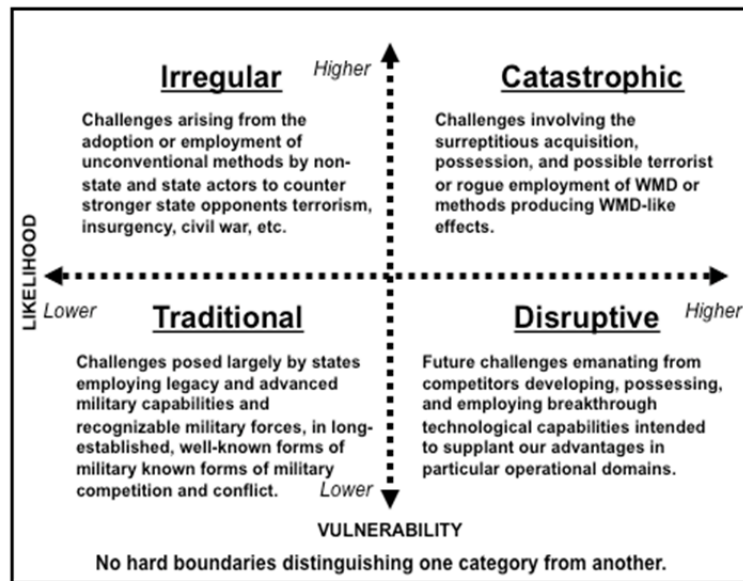 Irregular
Higher
Catastrophic
Challenges arising from the
adoption or employment of
unconventional methods by non-
state and state actors to counter
stronger state opponents terrorism,
insurgency, civil war, etc.
Challenges involving the
surreptitious acquisition,
possession, and possible terrorist
or rogue employment of WMD or
methods producing WMD-like
effects.
LIKELIHOOD
Lower
Higher
Traditional
Disruptive
Challenges posed largely by states
employing legacy and advanced
military capabilities and
recognizable military forces, in long-
established, well-known forms of
military known forms of military
competition and conflict.
Lower
Future challenges emanating from
competitors developing, possessing,
and employing breakthrough
technological capabilities intended
to supplant our advantages in
particular operational domains.
VULNERABILITY
No hard boundaries distinguishing one category from another.